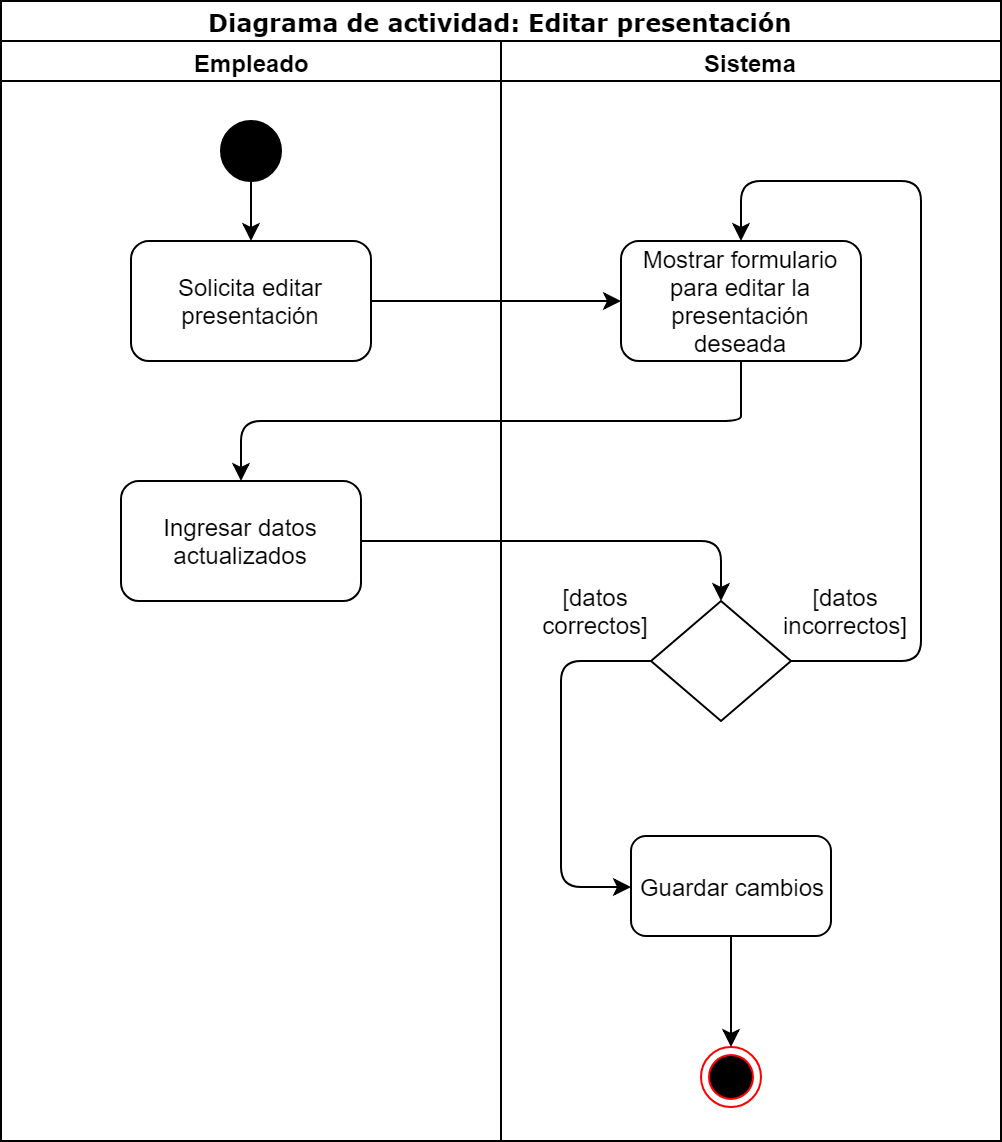 Diagrama de actividad: Editar presentación
Empleado
Sistema
Solicita editar
presentación
Mostrar formulario
para editar la
presentación
deseada
Ingresar datos
actualizados
[datos
correctos]
[datos
incorrectos]
Guardar cambios